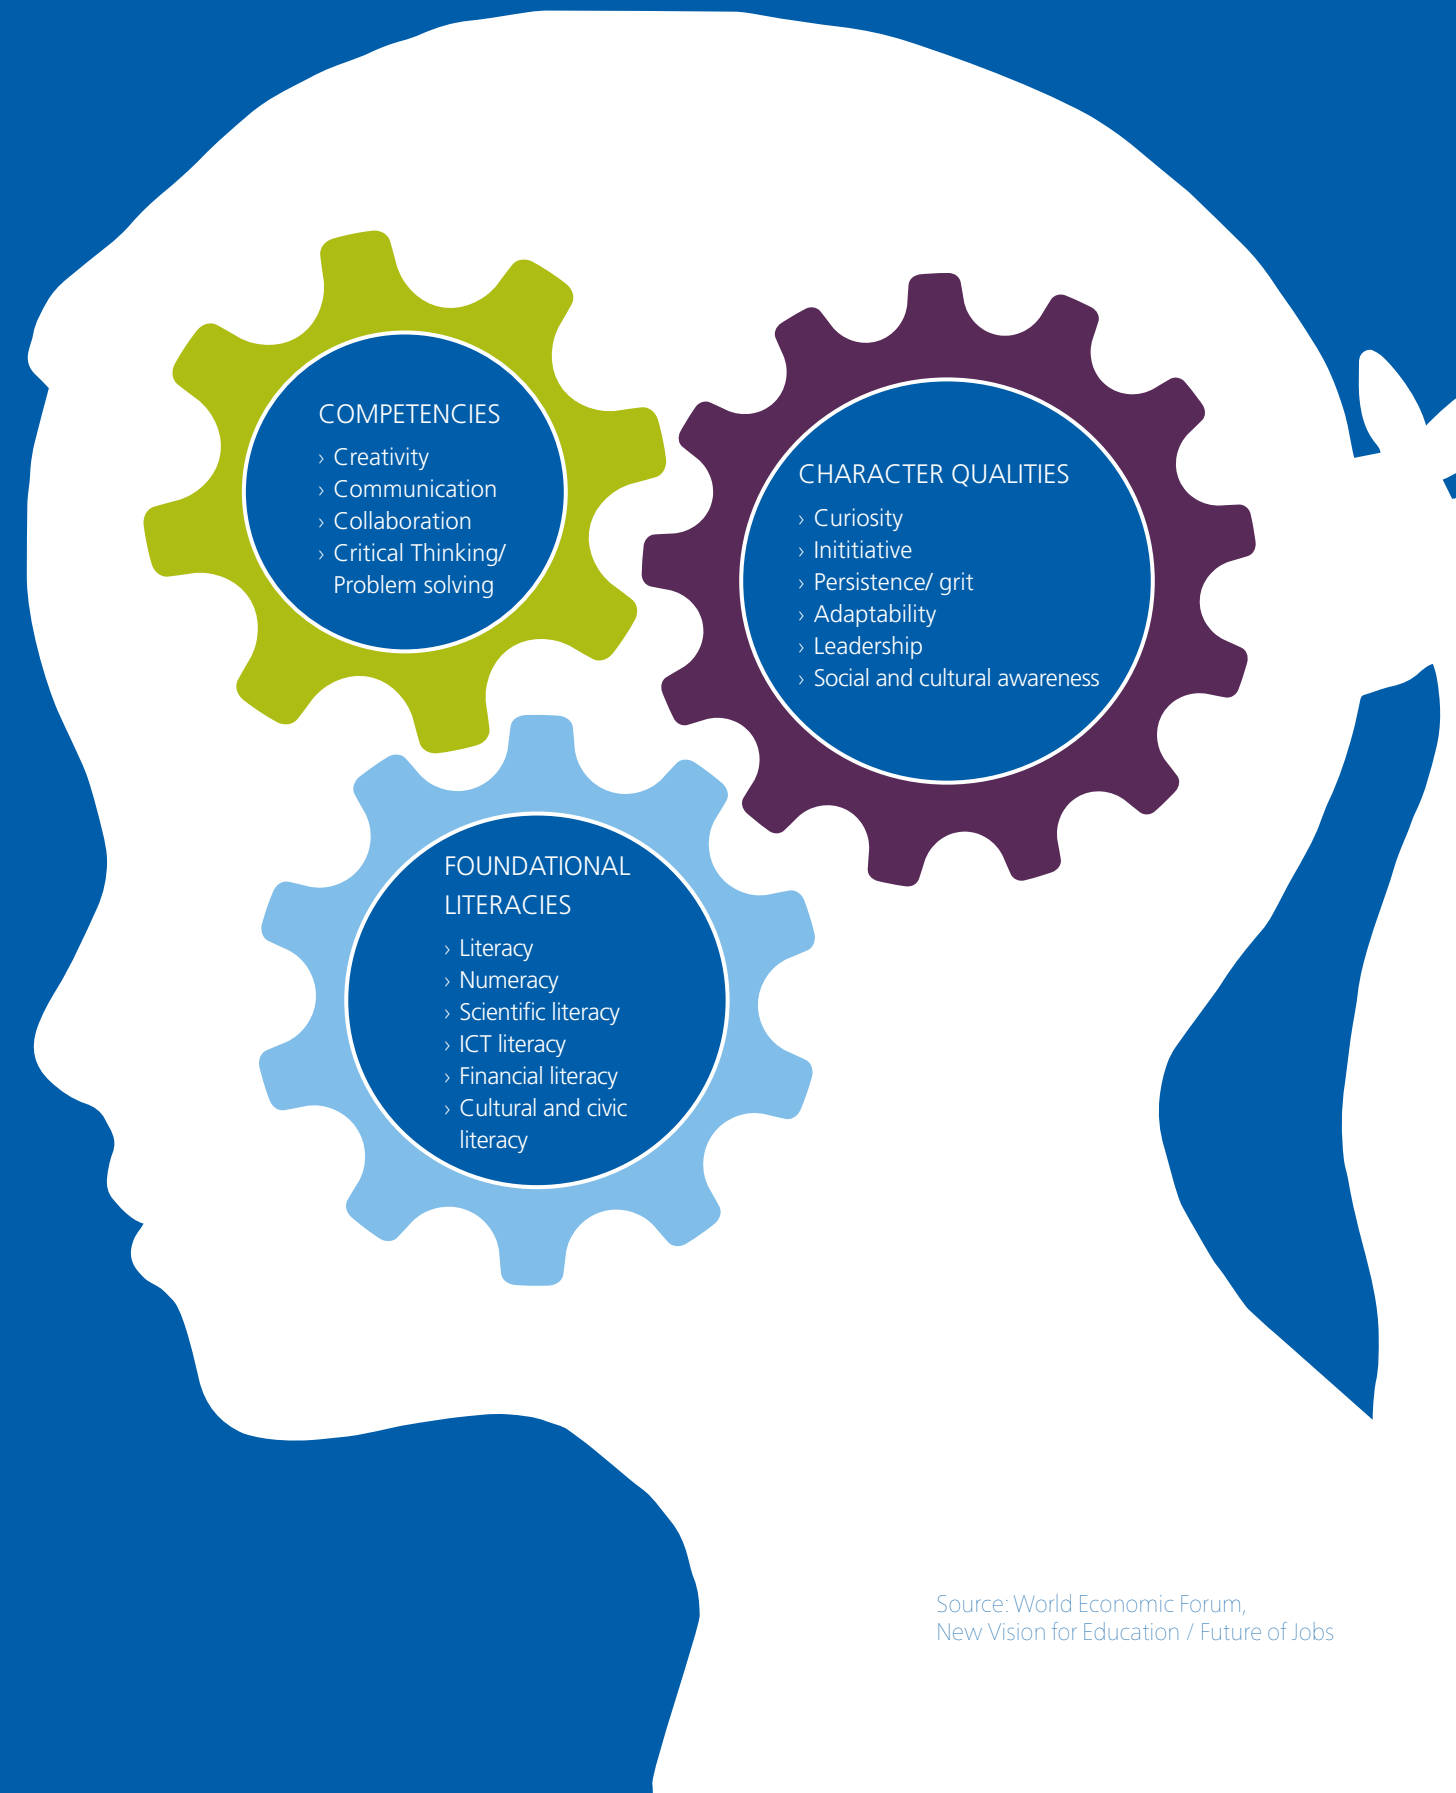 COMPETENCIES
› Creativity
› Communication
› Collaboration
› Critical Thinking/
Problem solving
CHARACTER QUALITIES
› Curiosity
› Inititiative
› Persistence/ grit
› Adaptability
› Leadership
› Social and cultural awareness
FOUNDATIONAL
LITERACIES
› Literacy
› Numeracy
› Scientific literacy
› ICT literacy
› Financial literacy
› Cultural and civic
literacy
Source: World Economic Forum,
New Vision for Education / Future of Jobs